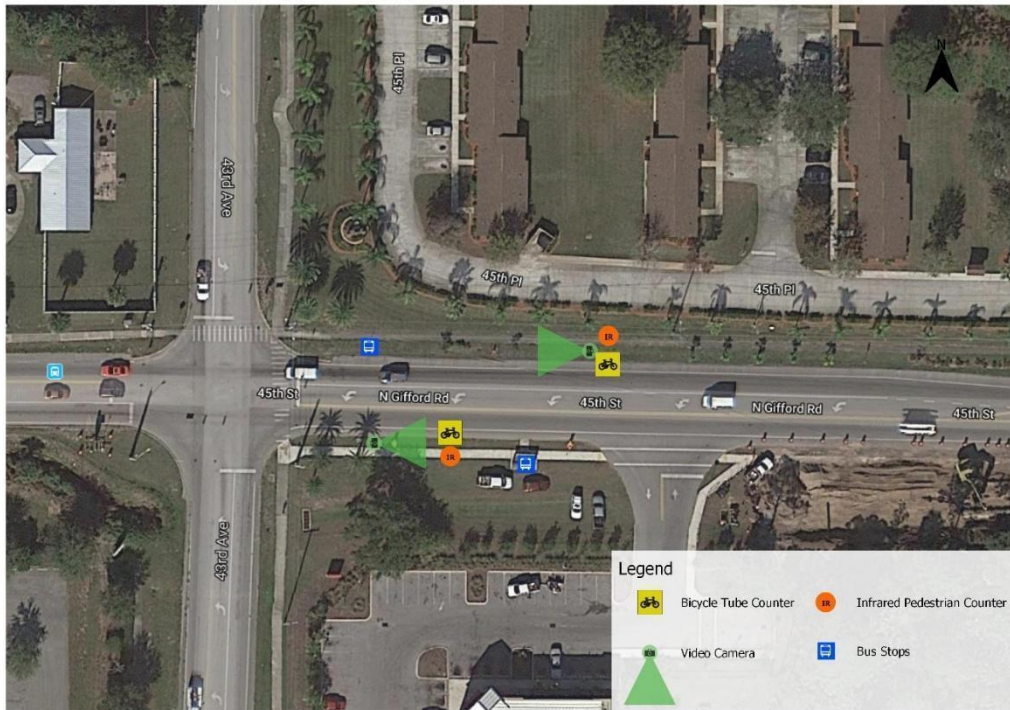 N
45th Pl
43rd Ave
45th Pl
45th Pl
IR
45th St
N Gifford Rd
45th St
N Gifford Rd
45th St
IR
43rd Ave
Legend
Bicycle Tube Counter
IR
Infrared Pedestrian Counter
Video Camera
Bus Stops